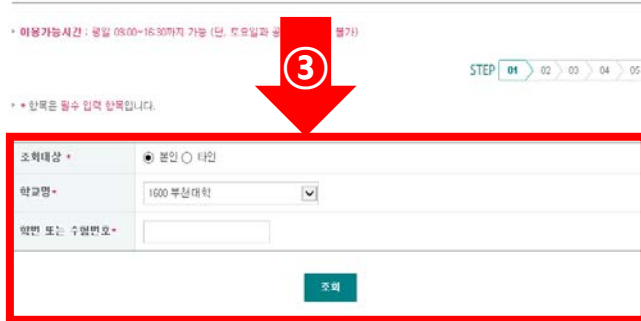 이용가능시간 : 평일 09:00~16:30까지 가능 (단, 토요일과 공 불가)
③
STEP 01 02 03 04 05
* 항목은 필수 입력 항목입니다.
조회대상 * 본인 타인
학교명* 1600 부천대학
학번 또는 수험번호*
조회